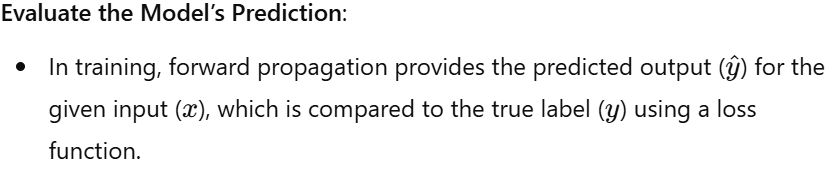 Evaluate the Model’s Prediction:
• In training, forward propagation provides the predicted output (ŷ) for the
given input (x), which is compared to the true label (y) using a loss
function.